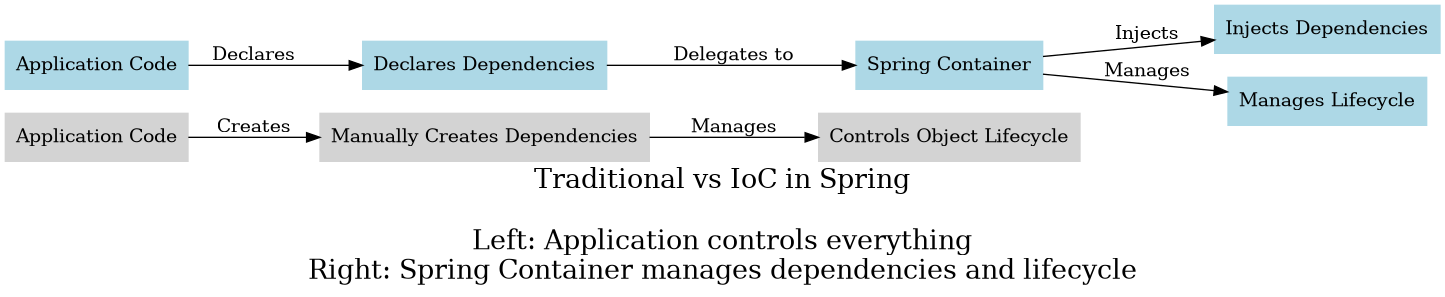 Injects Dependencies
Injects
Application Code
Declares
Declares Dependencies
Delegates to
Spring Container
Manages
Manages Lifecycle
Application Code
Creates
Manually Creates Dependencies
Manages
Controls Object Lifecycle
Traditional vs IoC in Spring
Left: Application controls everything
Right: Spring Container manages dependencies and lifecycle